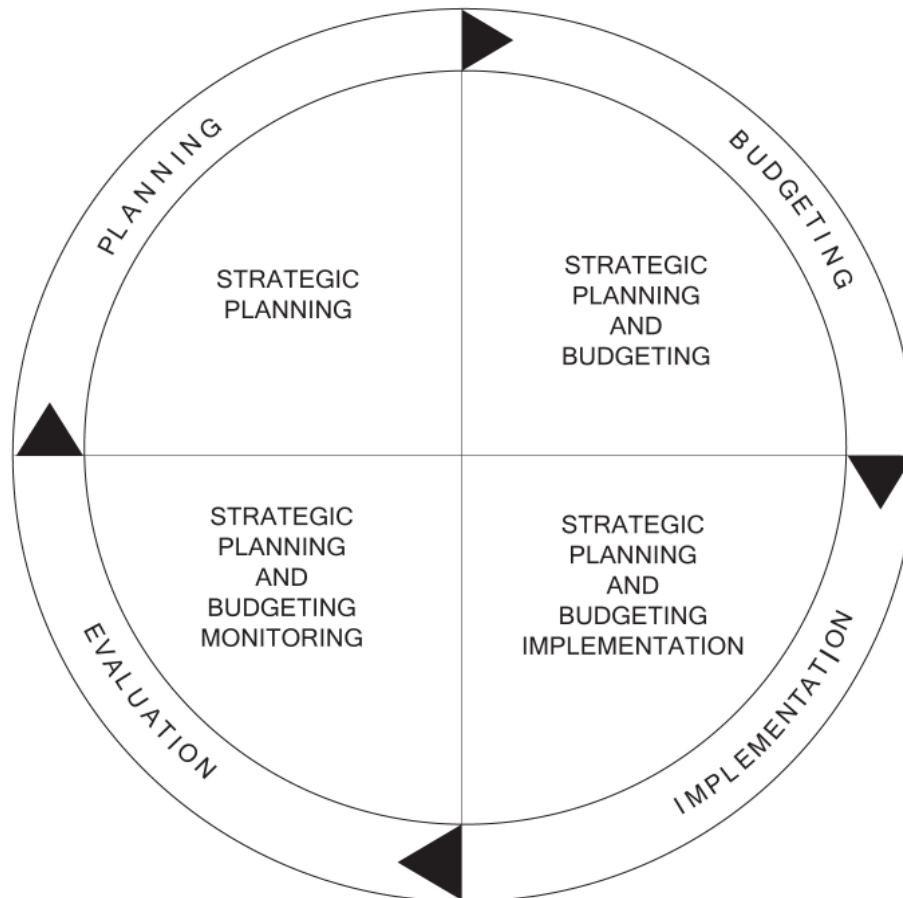 PLANNING
BUDGETING
STRATEGIC
PLANNING
STRATEGIC
PLANNING
AND
BUDGETING
STRATEGIC
PLANNING
AND
BUDGETING
MONITORING
STRATEGIC
PLANNING
AND
BUDGETING
IMPLEMENTATION
EVALUATION
IMPLEMENTATION